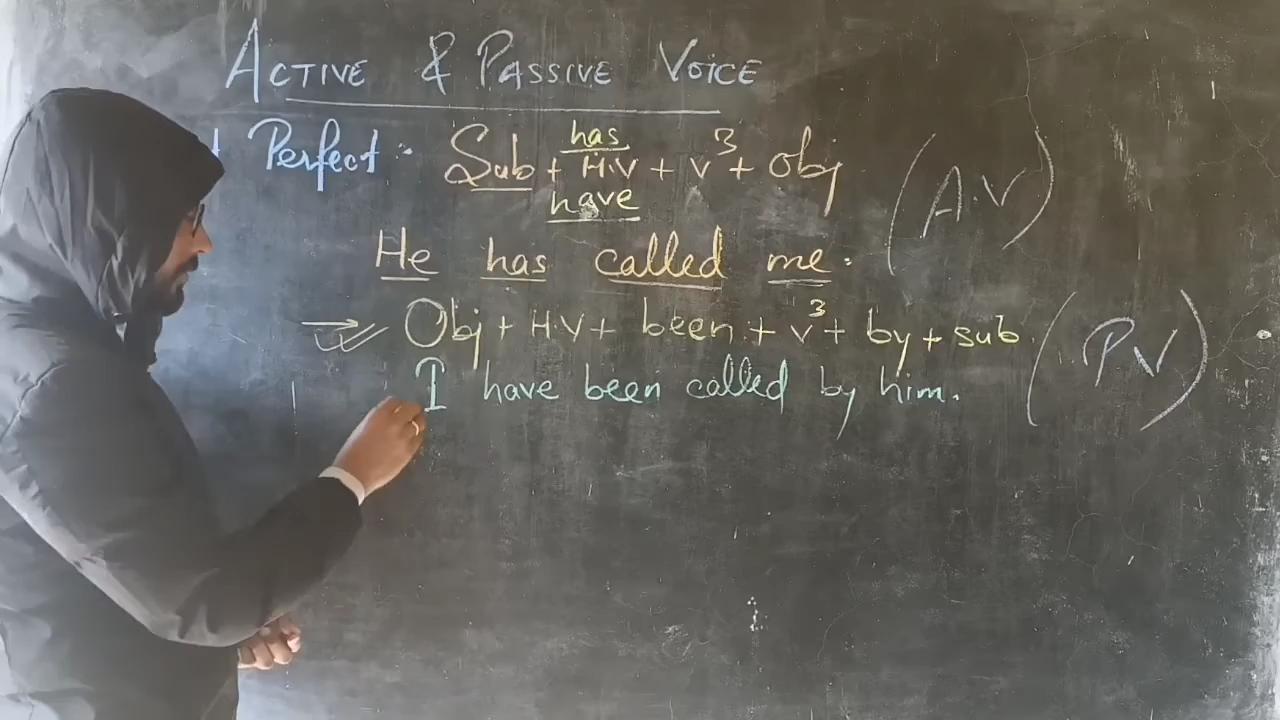 ACTIVE & PASSIVE VOICE
Perfect :- Sub + H.V + V³ + Obj
has
have
(A.V)
He has called me.
Obj + H.V + been + V³ + by + sub.
(P.V)
I have been called by him.